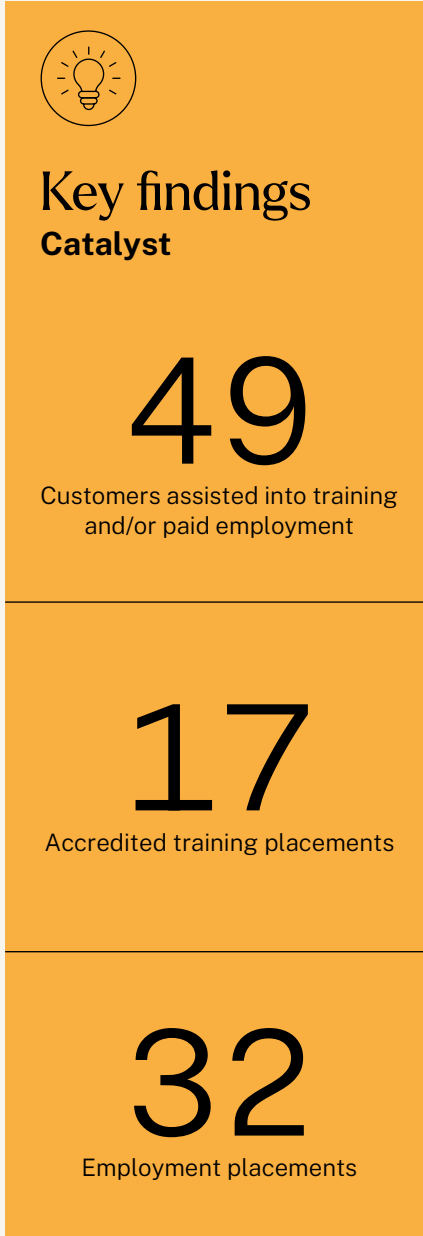 Key findings
Catalyst
49
Customers assisted into training
and/or paid employment
17
Accredited training placements
32
Employment placements